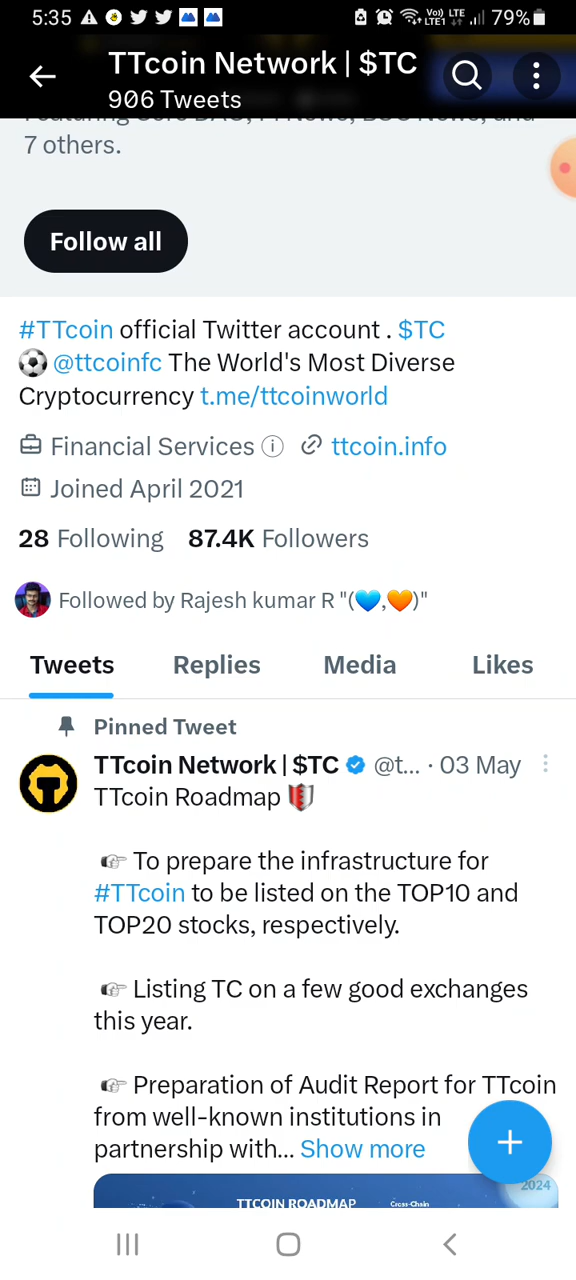 5:35 Vo)) LTE LTE1 79%
TTcoin Network | $TC
906 Tweets
7 others.
Follow all
#TTcoin official Twitter account . $TC
@ttcoinfc The World's Most Diverse
Cryptocurrency t.me/ttcoinworld
Financial Services ttcoin.info
Joined April 2021
28 Following 87.4K Followers
Followed by Rajesh kumar R "(💙,🧡)"
Tweets Replies Media Likes
Pinned Tweet
TTcoin Network | $TC @t... · 03 May
TTcoin Roadmap
To prepare the infrastructure for
#TTcoin to be listed on the TOP10 and
TOP20 stocks, respectively.
Listing TC on a few good exchanges
this year.
Preparation of Audit Report for TTcoin
from well-known institutions in
partnership with... Show more
2024
TTCOIN ROADMAP Cross-Chain